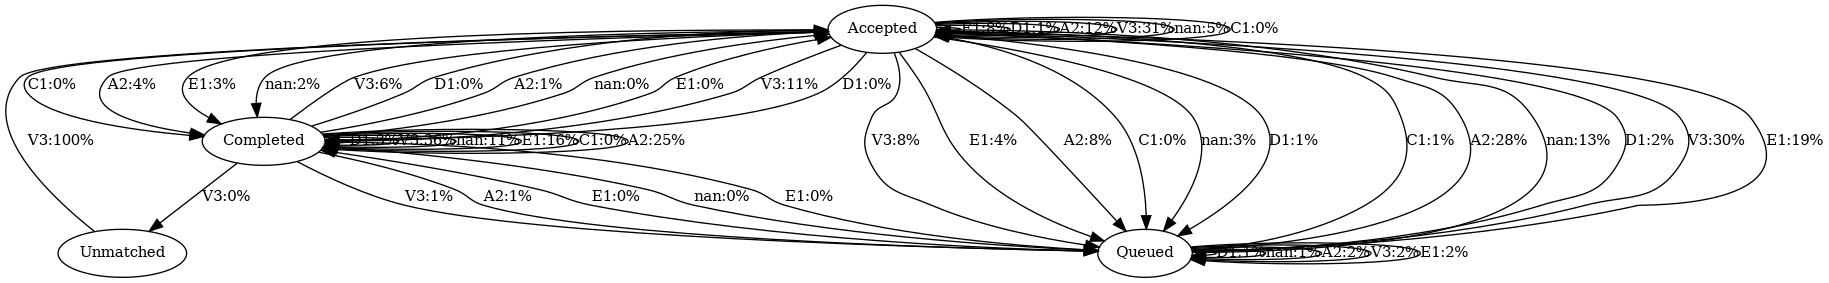 Accepted
E1:8%
D1:1%
A2:12%
V3:31%
nan:5%
C1:0%
C1:0%
A2:4%
E1:3%
nan:2%
V3:6%
D1:0%
A2:1%
nan:0%
E1:0%
V3:11%
D1:0%
V3:8%
E1:4%
A2:8%
C1:0%
nan:3%
D1:1%
C1:1%
A2:28%
nan:13%
D1:2%
V3:30%
E1:19%
V3:100%
Completed
V3:36%
nan:11%
E1:16%
C1:0%
A2:25%
V3:0%
V3:1%
A2:1%
E1:0%
nan:0%
E1:0%
Unmatched
Queued
D1:1%
nan:1%
A2:2%
V3:2%
E1:2%